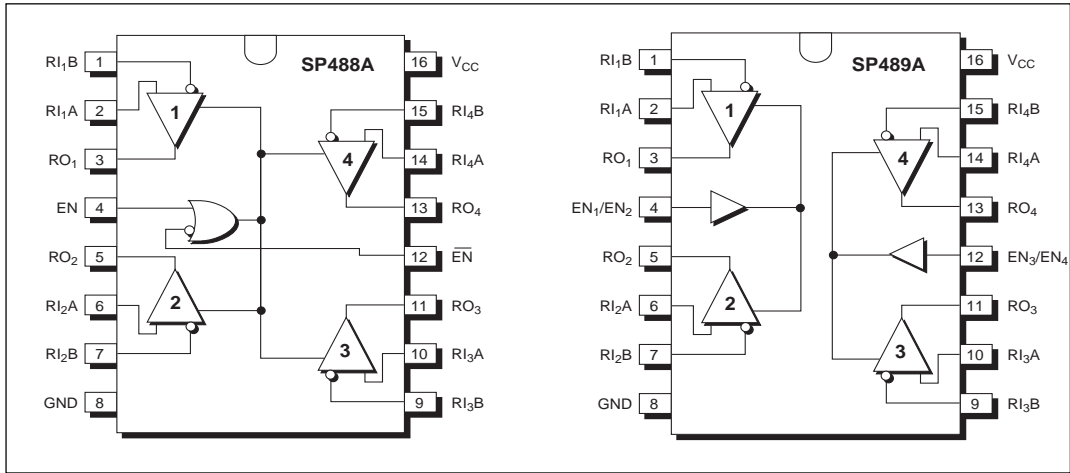 SP488A
RI₁B 1
RI₁A 2
RO₁ 3
EN 4
RO₂ 5
RI₂A 6
RI₂B 7
GND 8
16 V_CC
15 RI₄B
14 RI₄A
13 RO₄
12 E̅N̅
11 RO₃
10 RI₃A
9 RI₃B
1
4
2
3
SP489A
RI₁B 1
RI₁A 2
RO₁ 3
EN₁/EN₂ 4
RO₂ 5
RI₂A 6
RI₂B 7
GND 8
16 V_CC
15 RI₄B
14 RI₄A
13 RO₄
12 EN₃/EN₄
11 RO₃
10 RI₃A
9 RI₃B
1
4
2
3